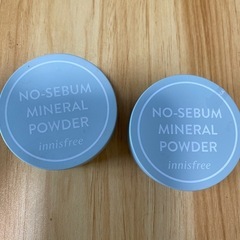 NO-SEBUM
MINERAL
POWDER
innisfree
NO-SEBUM
MINERAL
POWDER
innisfree